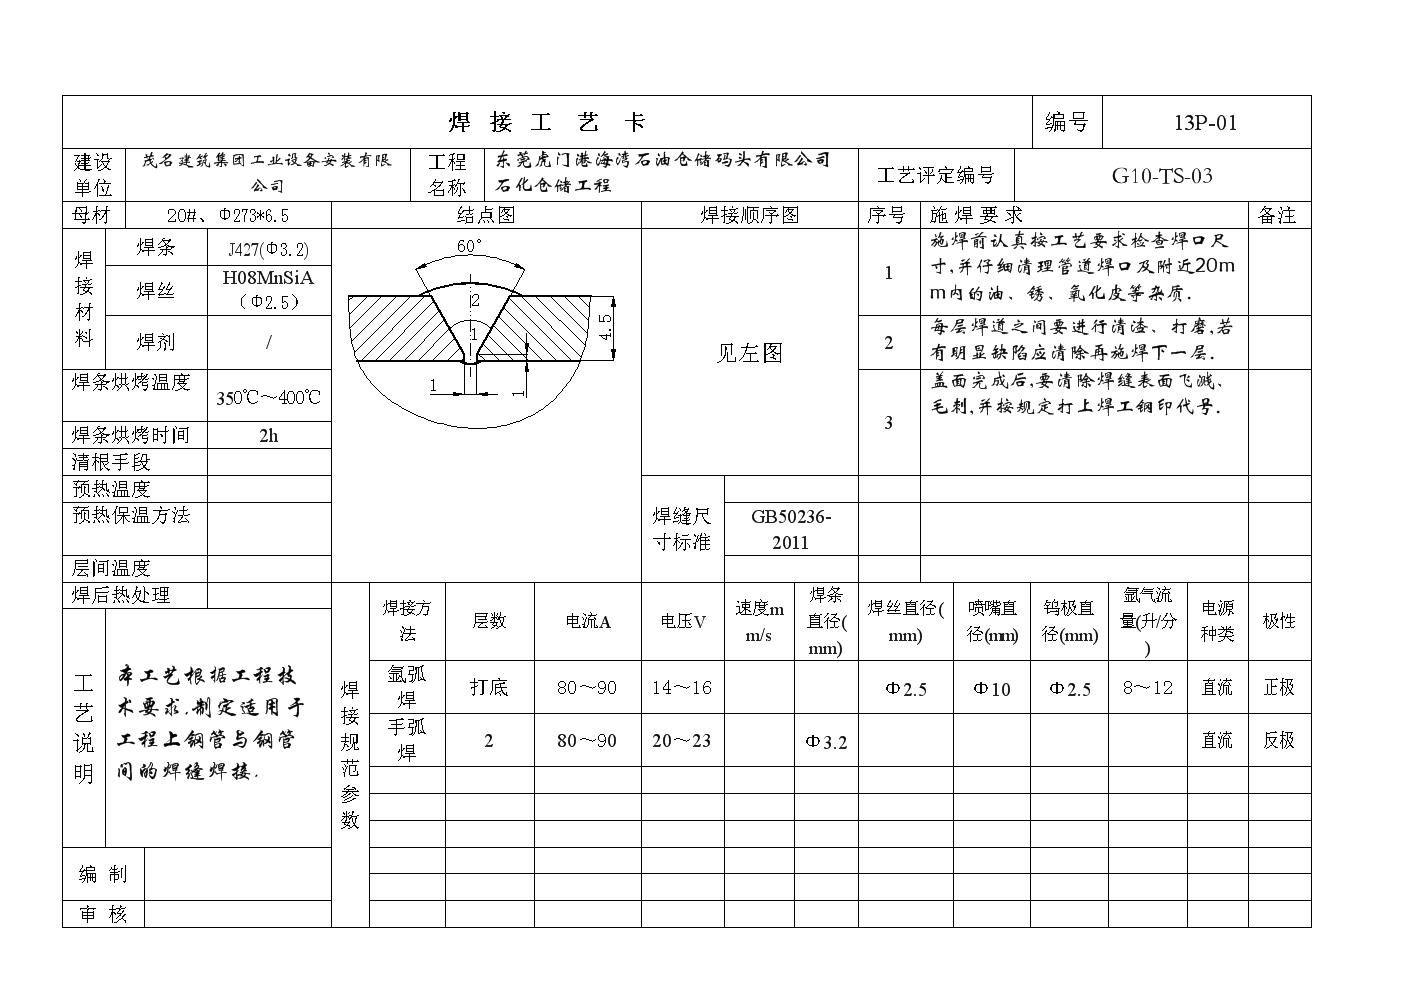 焊 接 工 艺 卡
编号
13P-01
建设
单位
茂名建筑集团工业设备安装有限
公司
工程
名称
东莞虎门港海湾石油仓储码头有限公司
石化仓储工程
工艺评定编号
G10-TS-03
母材
20#、Φ273*6.5
结点图
焊接顺序图
序号
施 焊 要 求
备注
焊
接
材
料
焊条
J427(Φ3.2)
焊丝
H08MnSiA
（Φ2.5）
焊剂
/
60°
2
1
4.5
1
1
见左图
1
施焊前认真按工艺要求检查焊口尺
寸,并仔细清理管道焊口及附近20m
m内的油、锈、氧化皮等杂质.
2
每层焊道之间要进行清渣、打磨,若
有明显缺陷应清除再施焊下一层.
3
盖面完成后,要清除焊缝表面飞溅、
毛刺,并按规定打上焊工钢印代号.
焊条烘烤温度
350℃～400℃
焊条烘烤时间
2h
清根手段
预热温度
预热保温方法
层间温度
焊后热处理
焊缝尺
寸标准
GB50236-
2011
工
艺
说
明
本工艺根据工程技
术要求,制定适用于
工程上钢管与钢管
间的焊缝焊接.
焊
接
规
范
参
数
焊接方
法
层数
电流A
电压V
速度m
m/s
焊条
直径(
mm)
焊丝直径(
mm)
喷嘴直
径(mm)
钨极直
径(mm)
氩气流
量(升/分
)
电源
种类
极性
氩弧
焊
打底
80～90
14～16
Φ2.5
Φ10
Φ2.5
8～12
直流
正极
手弧
焊
2
80～90
20～23
Φ3.2
直流
反极
编 制
审 核